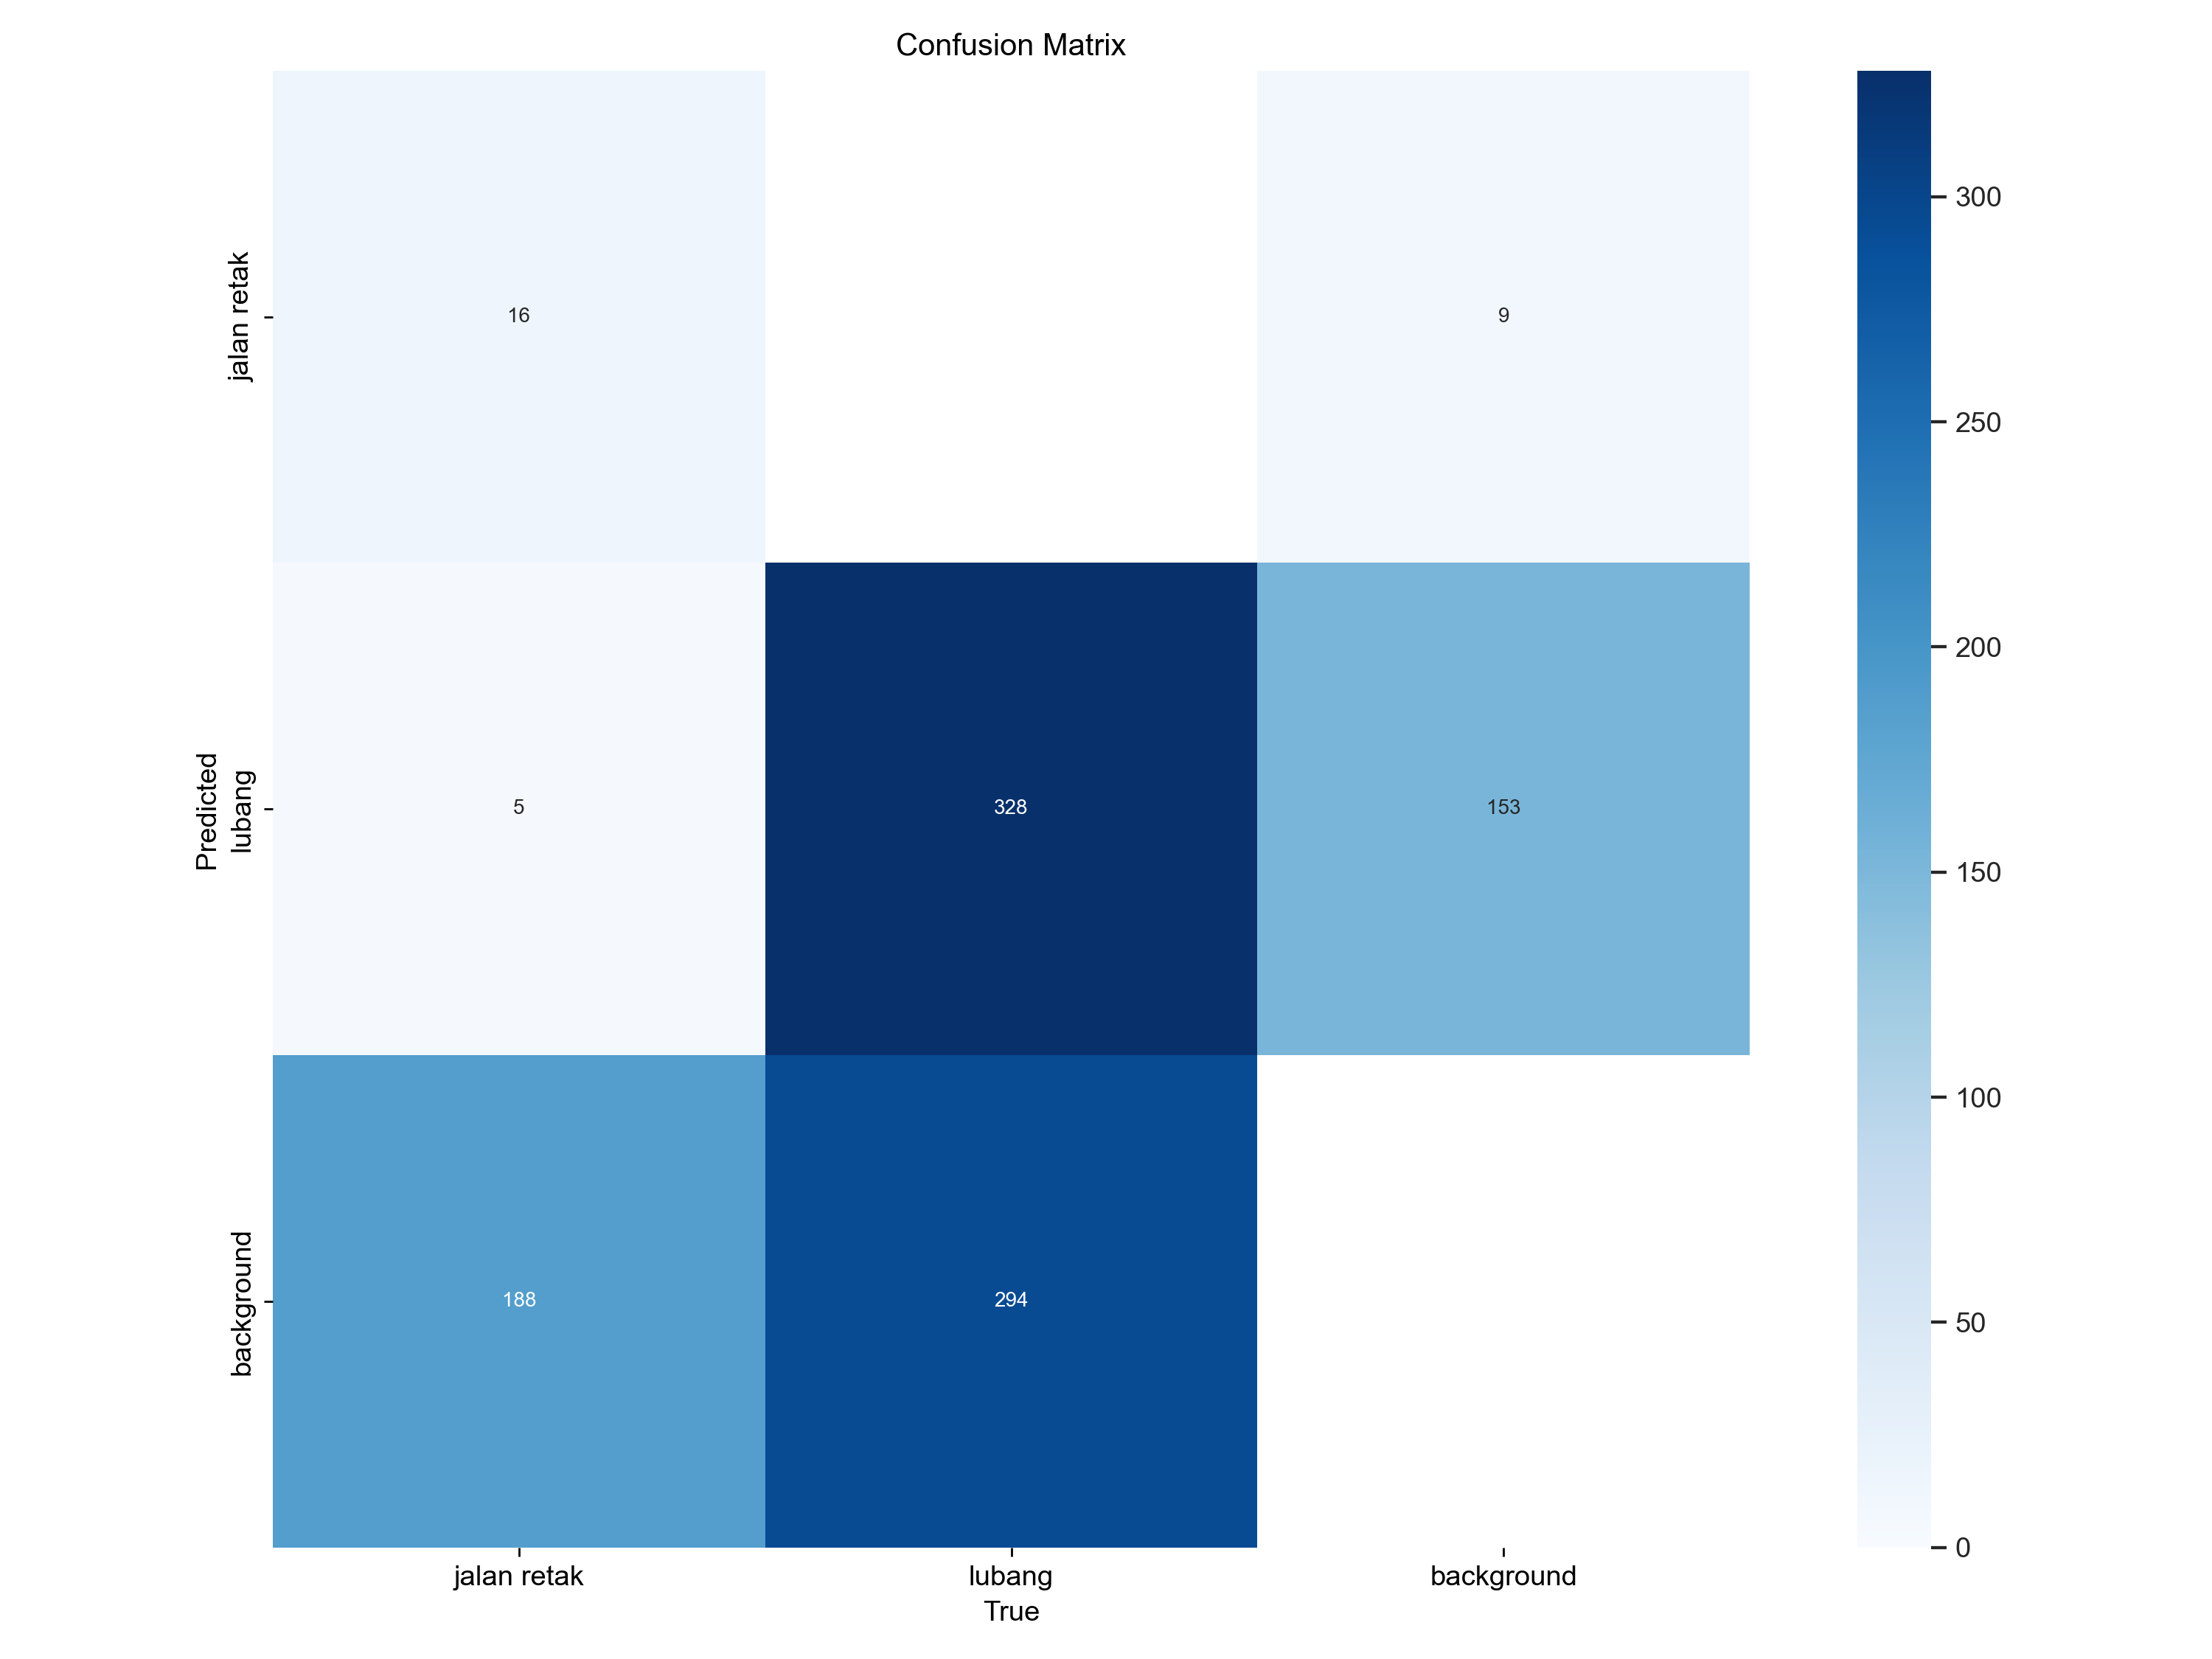 Confusion Matrix
jalan retak
16
9
300
250
200
Predicted
lubang
5
328
153
150
100
background
188
294
50
0
jalan retak
lubang
background
True